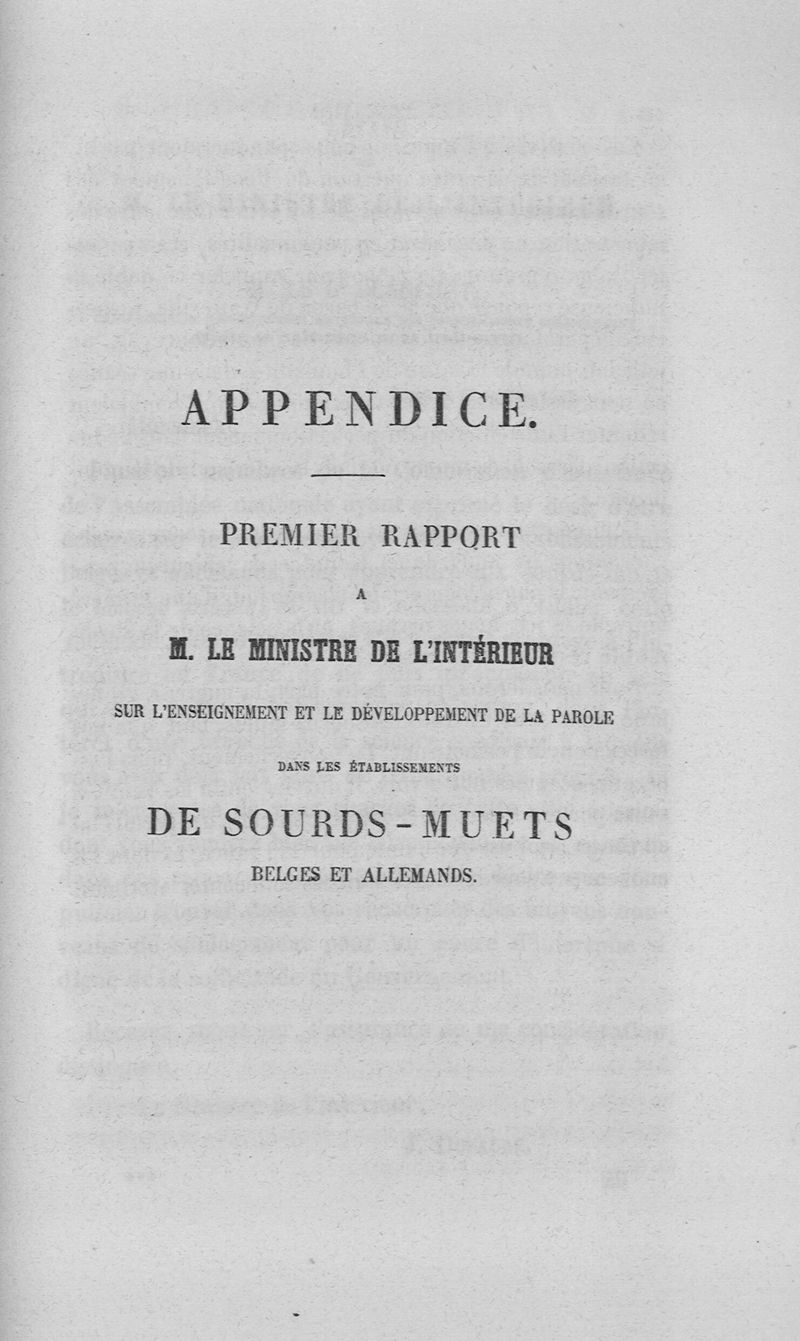 APPENDICE.
PREMIER RAPPORT
A
M. LE MINISTRE DE L'INTÉRIEUR
SUR L'ENSEIGNEMENT ET LE DÉVELOPPEMENT DE LA PAROLE
DANS LES ÉTABLISSEMENTS
DE SOURDS-MUETS
BELGES ET ALLEMANDS.